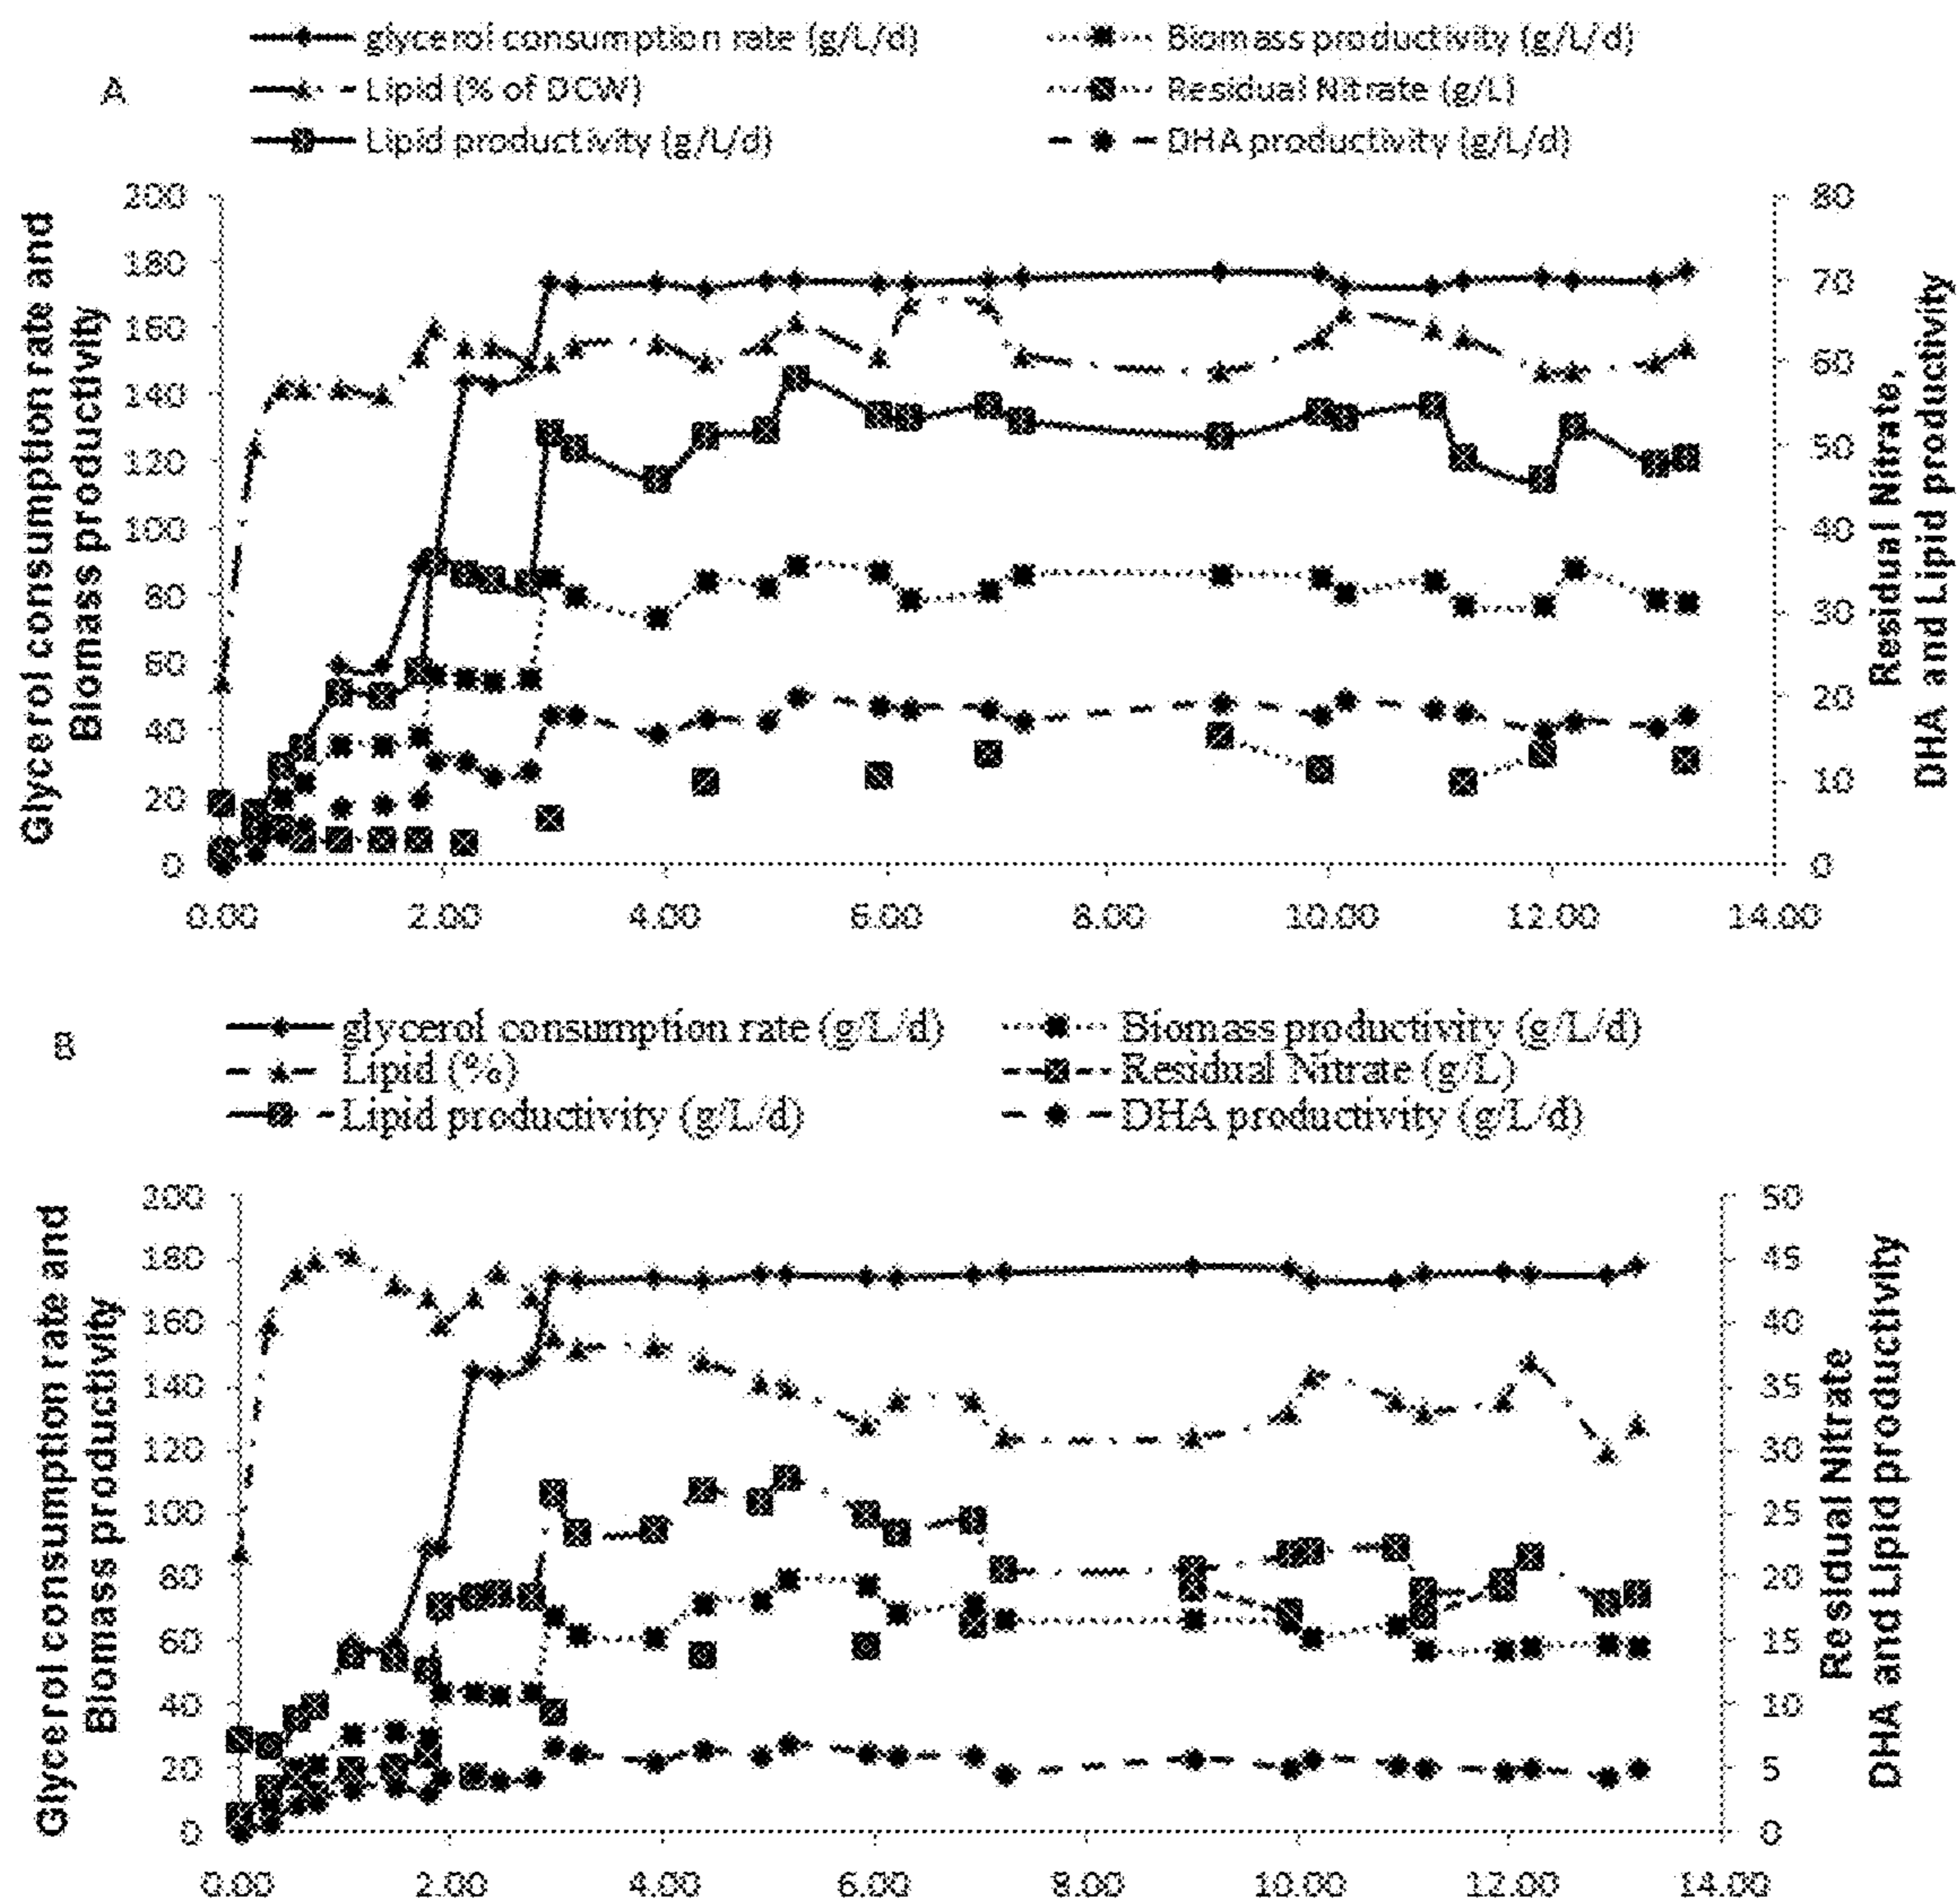 glycerol consumption rate (g/L/d)
Biomass productivity (g/L/d)
A
Lipid (% of DCW)
Residual Nitrate (g/L)
Lipid productivity (g/L/d)
DHA productivity (g/L/d)
Glycerol consumption rate and
Biomass productivity
200
180
160
140
120
100
80
60
40
20
0
80
70
60
50
40
30
20
10
0
Residual Nitrate,
DHA and Lipid productivity
0.00 2.00 4.00 6.00 8.00 10.00 12.00 14.00
B
glycerol consumption rate (g/L/d)
Biomass productivity (g/L/d)
Lipid (%)
Residual Nitrate (g/L)
Lipid productivity (g/L/d)
DHA productivity (g/L/d)
Glycerol consumption rate and
Biomass productivity
200
180
160
140
120
100
80
60
40
20
0
50
45
40
35
30
25
20
15
10
5
0
Residual Nitrate
DHA and Lipid productivity
0.00 2.00 4.00 6.00 8.00 10.00 12.00 14.00